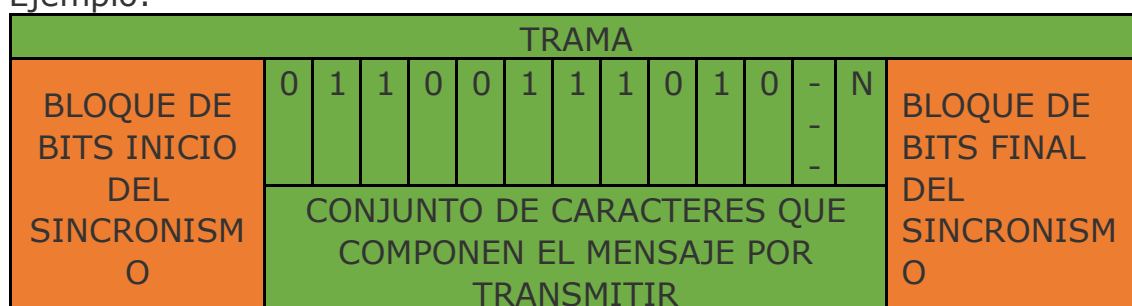 Ejemplo:
TRAMA
BLOQUE DE
BITS INICIO
DEL
SINCRONISM
O
0 1 1 0 0 1 1 1 0 1 0 - N
-
-
-
CONJUNTO DE CARACTERES QUE
COMPONEN EL MENSAJE POR
TRANSMITIR
BLOQUE DE
BITS FINAL
DEL
SINCRONISM
O